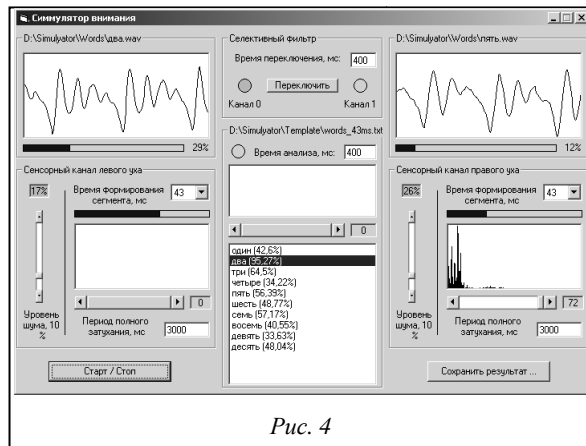 Симмулятор внимания
D:\Simulyator\Words\два.wav
29%
Сенсорный канал левого уха
17%
Время формирования
сегмента, мс
43
0
Уровень
шума, 10
%
Период полного
затухания, мс
3000
Старт / Стоп
Селективный фильтр
Время переключения, мс:
400
Переключить
Канал 0
Канал 1
D:\Simulyator\Template\words_43ms.txt
Время анализа, мс:
400
0
один (42,6%)
два (95,27%)
три (64,5%)
четыре (34,22%)
пять (56,39%)
шесть (48,77%)
семь (57,17%)
восемь (40,55%)
девять (33,63%)
десять (48,04%)
D:\Simulyator\Words\пять.wav
12%
Сенсорный канал правого уха
26%
Время формирования
сегмента, мс
43
72
Уровень
шума, 10
%
Период полного
затухания, мс
3000
Сохранить результат ...
Рис. 4